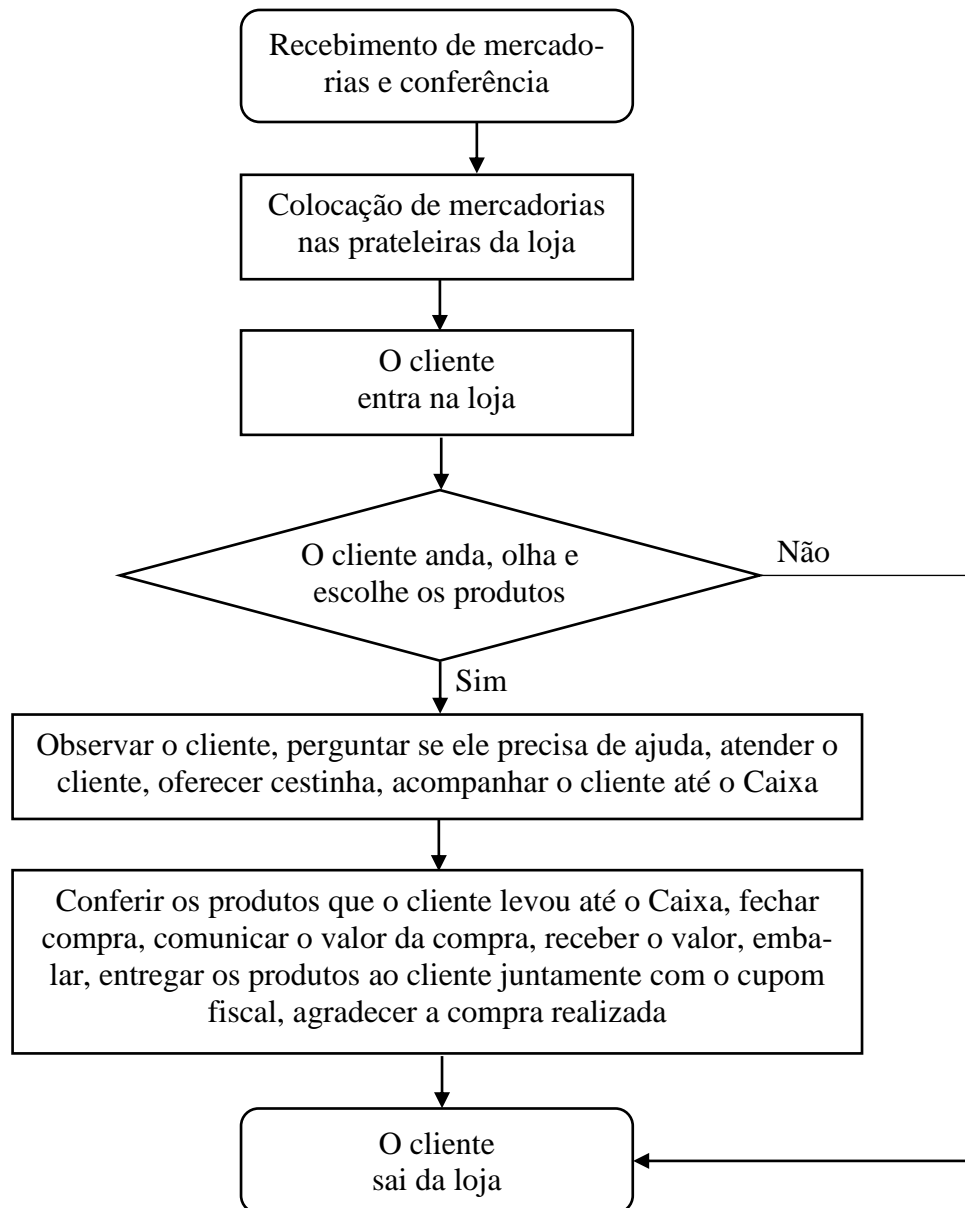 Recebimento de mercado-
rias e conferência
Colocação de mercadorias
nas prateleiras da loja
O cliente
entra na loja
O cliente anda, olha e
escolhe os produtos
Não
Sim
Observar o cliente, perguntar se ele precisa de ajuda, atender o
cliente, oferecer cestinha, acompanhar o cliente até o Caixa
Conferir os produtos que o cliente levou até o Caixa, fechar
compra, comunicar o valor da compra, receber o valor, emba-
lar, entregar os produtos ao cliente juntamente com o cupom
fiscal, agradecer a compra realizada
O cliente
sai da loja